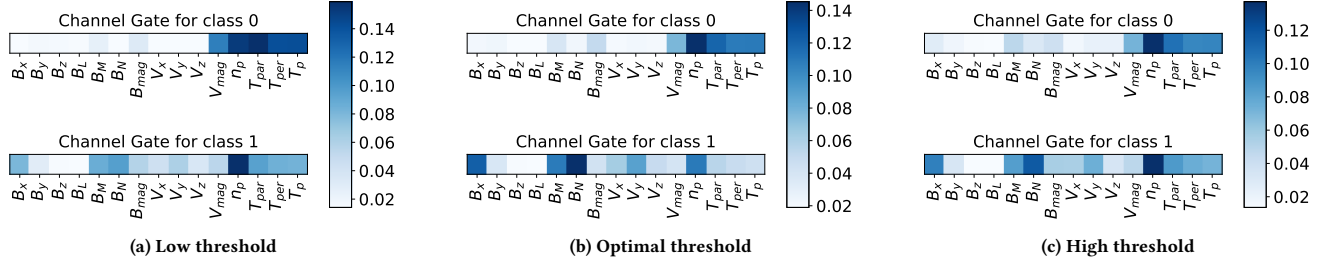 Channel Gate for class 0
B_x B_y B_z B_L B_M B_N B_mag V_x V_y V_z V_mag n_p T_par T_per T_p
Channel Gate for class 1
B_x B_y B_z B_L B_M B_N B_mag V_x V_y V_z V_mag n_p T_par T_per T_p
0.14
0.12
0.10
0.08
0.06
0.04
0.02
(a) Low threshold
Channel Gate for class 0
B_x B_y B_z B_L B_M B_N B_mag V_x V_y V_z V_mag n_p T_par T_per T_p
Channel Gate for class 1
B_x B_y B_z B_L B_M B_N B_mag V_x V_y V_z V_mag n_p T_par T_per T_p
0.14
0.12
0.10
0.08
0.06
0.04
0.02
(b) Optimal threshold
Channel Gate for class 0
B_x B_y B_z B_L B_M B_N B_mag V_x V_y V_z V_mag n_p T_par T_per T_p
Channel Gate for class 1
B_x B_y B_z B_L B_M B_N B_mag V_x V_y V_z V_mag n_p T_par T_per T_p
0.12
0.10
0.08
0.06
0.04
0.02
(c) High threshold